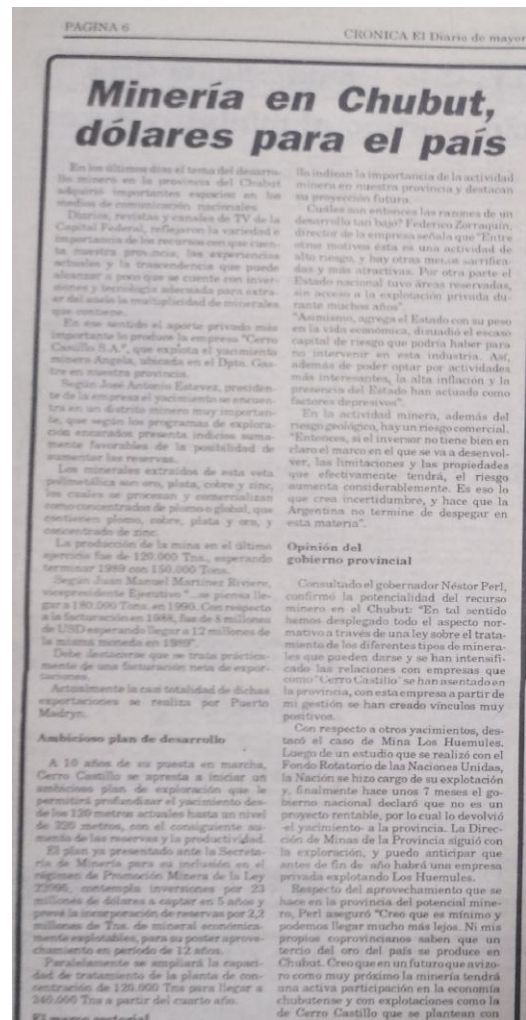 PAGINA 6
CRONICA El Diario de mayor
Minería en Chubut,
dólares para el país
En los últimos días el tema del desarro-
llo minero en la provincia del Chubut
adquirió importantes espacios en los
medios de comunicación nacionales.
Diarios, revistas y canales de TV de la
Capital Federal, reflejaron la variedad e
importancia de los recursos con que cuen-
ta nuestra provincia, las experiencias
actuales y la trascendencia que puede
alcanzar a poco que se cuente con inver-
siones y tecnología adecuada para extra-
er del suelo la multiplicidad de minerales
que contiene.
En ese sentido el aporte privado más
importante lo produce la empresa "Cerro
Castillo S.A.", que explota el yacimiento
minero Angela, ubicada en el Dpto. Gas-
tre en nuestra provincia.
Según José Antonio Estevez, presiden-
te de la empresa el yacimiento se encuen-
tra en un distrito minero muy importan-
te, que según los programas de explora-
ción encarados presenta indicios suma-
mente favorables de la posibilidad de
aumentar las reservas.
Los minerales extraídos de esta veta
polimetálica son oro, plata, cobre y zinc,
los cuales se procesan y comercializan
como concentrados de plomo o global, que
contienen plomo, cobre, plata y oro, y
concentrado de zinc.
La producción de la mina en el último
ejercicio fue de 120.000 Tns., esperando
terminar 1989 con 150.000 Tons.
Según Juan Manuel Martínez Riviere,
vicepresidente Ejecutivo "...se piensa lle-
gar a 180.000 Tons. en 1990. Con respecto
a la facturación en 1988, fue de 8 millones
de USD esperando llegar a 12 millones de
la misma moneda en 1989".
Debe destacarse que se trata práctica-
mente de una facturación neta de expor-
taciones.
Actualmente la casi totalidad de dichas
exportaciones se realiza por Puerto
Madryn.
Ambicioso plan de desarrollo
A 10 años de su puesta en marcha,
Cerro Castillo se apresta a iniciar un
ambicioso plan de exploración que le
permitirá profundizar el yacimiento des-
de los 120 metros actuales hasta un nivel
de 220 metros, con el consiguiente au-
mento de las reservas y la productividad.
El plan ya presentado ante la Secreta-
ría de Minería para su inclusión en el
régimen de Promoción Minera de la Ley
22095, contempla inversiones por 23
millones de dólares a captar en 5 años y
prevé la incorporación de reservas por 2,2
millones de Tns. de mineral económica-
mente explotables, para su poster aprove-
chamiento en período de 12 años.
Paralelamente se ampliará la capaci-
dad de tratamiento de la planta de con-
centración de 120.000 Tns para llegar a
240.000 Tns a partir del cuarto año.
El marco sectorial
llo indican la importancia de la actividad
minera en nuestra provincia y destacan
su proyección futura.
Cuáles son entonces las razones de un
desarrollo tan bajo? Federico Zorraquín,
director de la empresa señala que "Entre
otros motivos ésta es una actividad de
alto riesgo, y hay otras menos sacrifica-
das y más atractivas. Por otra parte el
Estado nacional tuvo áreas reservadas,
sin acceso a la explotación privada du-
rante muchos años".
"Asimismo, agrega el Estado con su peso
en la vida económica, disuadió el escaso
capital de riesgo que podría haber para
no intervenir en esta industria. Así,
además de poder optar por actividades
más interesantes, la alta inflación y la
presencia del Estado han actuado como
factores depresivos".
En la actividad minera, además del
riesgo geológico, hay un riesgo comercial.
"Entonces, si el inversor no tiene bien en
claro el marco en el que se va a desenvol-
ver, las limitaciones y las propiedades
que efectivamente tendrá, el riesgo
aumenta considerablemente. Es eso lo
que crea incertidumbre, y hace que la
Argentina no termine de despegar en
esta materia".
Opinión del
gobierno provincial
Consultado el gobernador Néstor Perl,
confirmó la potencialidad del recurso
minero en el Chubut: "En tal sentido
hemos desplegado todo el aspecto nor-
mativo a través de una ley sobre el trata-
miento de los diferentes tipos de minera-
les que pueden darse y se han intensifi-
cado las relaciones con empresas que
como "Cerro Castillo" se han asentado en
la provincia, con esta empresa a partir de
mi gestión se han creado vínculos muy
positivos.
Con respecto a otros yacimientos, des-
tacó el caso de Mina Los Huemules.
Luego de un estudio que se realizó con el
Fondo Rotatorio de las Naciones Unidas,
la Nación se hizo cargo de su explotación
y, finalmente hace unos 7 meses el go-
bierno nacional declaró que no es un
proyecto rentable, por lo cual lo devolvió
-el yacimiento- a la provincia. La Direc-
ción de Minas de la Provincia siguió con
la exploración, y puedo anticipar que
antes de fin de año habrá una empresa
privada explotando Los Huemules.
Respecto del aprovechamiento que se
hace en la provincia del potencial mine-
ro, Perl aseguró "Creo que es mínimo y
podemos llegar mucho más lejos. Ni mis
propios coprovincianos saben que un
tercio del oro del país se produce en
Chubut. Creo que en un futuro que avizo-
ro como muy próximo la minería tendrá
una activa participación en la economía
chubutense y con explotaciones como la
de Cerro Castillo que se plantean con